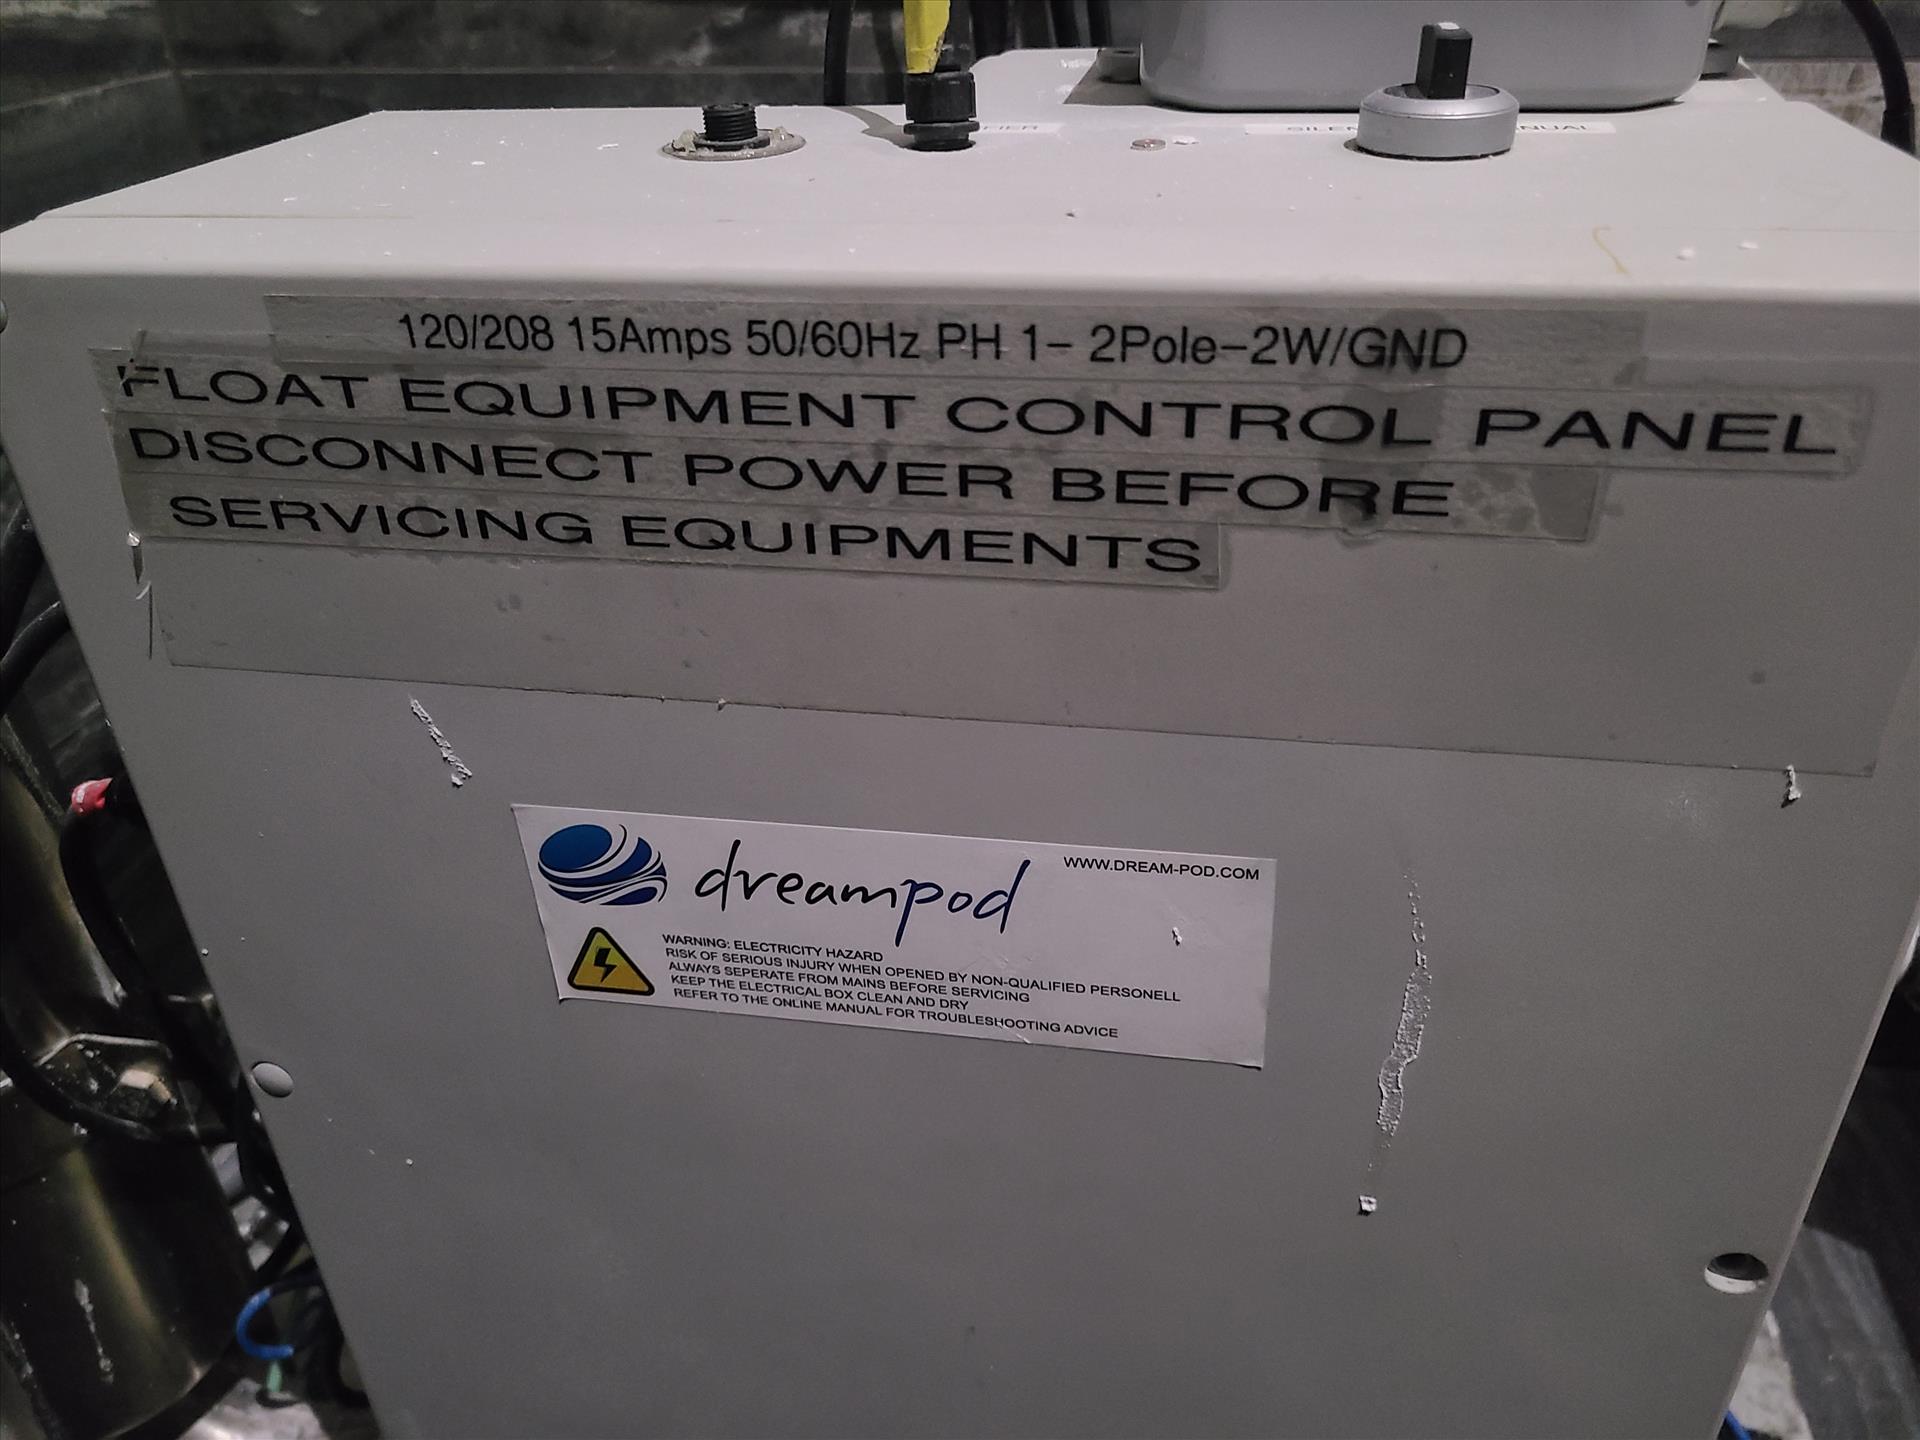 120/208 15Amps 50/60Hz PH 1- 2Pole-2W/GND
FLOAT EQUIPMENT CONTROL PANEL
DISCONNECT POWER BEFORE
SERVICING EQUIPMENTS
dreampod
WWW.DREAM-POD.COM
WARNING: ELECTRICITY HAZARD
RISK OF SERIOUS INJURY WHEN OPENED BY NON-QUALIFIED PERSONELL
ALWAYS SEPERATE FROM MAINS BEFORE SERVICING
KEEP THE ELECTRICAL BOX CLEAN AND DRY
REFER TO THE ONLINE MANUAL FOR TROUBLESHOOTING ADVICE